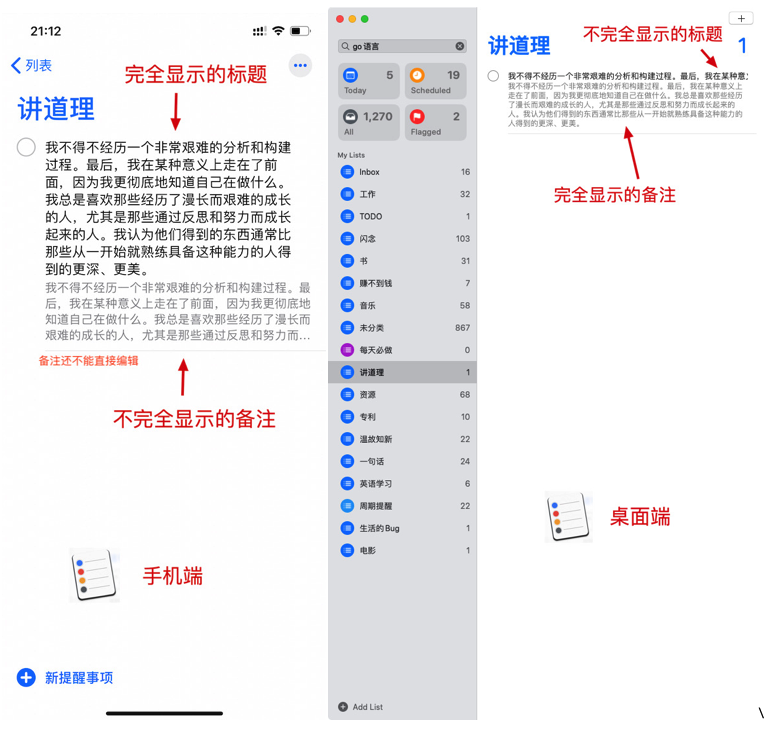 21:12
列表
完全显示的标题
讲道理
我不得不经历一个非常艰难的分析和构建
过程。最后，我在某种意义上走在了前
面，因为我更彻底地知道自己在做什么。
我总是喜欢那些经历了漫长而艰难的成长
的人，尤其是那些通过反思和努力而成长
起来的人。我认为他们得到的东西通常比
那些从一开始就熟练具备这种能力的人得
到的更深、更美。
我不得不经历一个非常艰难的分析和构建过程。最
后，我在某种意义上走在了前面，因为我更彻底地
知道自己在做什么。我总是喜欢那些经历了漫长而
艰难的成长的人，尤其是那些通过反思和努力而...
备注还不能直接编辑
不完全显示的备注
手机端
新提醒事项
go 语言
5
Today
19
Scheduled
1,270
All
2
Flagged
My Lists
Inbox 16
工作 32
TODO 1
闪念 103
书 31
赚不到钱 7
音乐 58
未分类 867
每天必做 0
讲道理 1
资源 68
专利 10
温故知新 22
一句话 24
英语学习 6
周期提醒 22
生活的Bug 1
电影 1
Add List
+
不完全显示的标题
讲道理 1
我不得不经历一个非常艰难的分析和构建过程。最后，我在某种意
我不得不经历一个非常艰难的分析和构建过程。最后，我在某种意义上
走在了前面，因为我更彻底地知道自己在做什么。我总是喜欢那些经历
了漫长而艰难的成长的人，尤其是那些通过反思和努力而成长起来的
人。我认为他们得到的东西通常比那些从一开始就熟练具备这种能力的
人得到的更深、更美。
完全显示的备注
桌面端
\